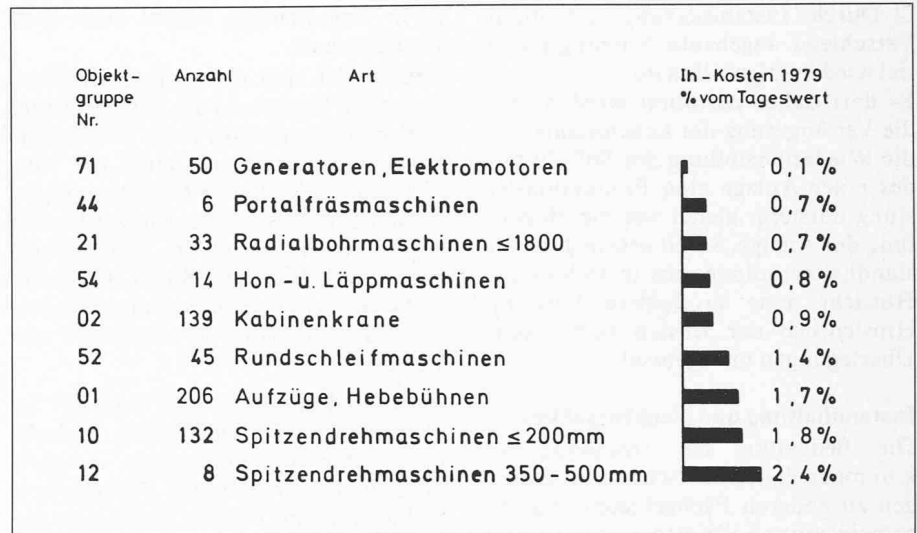 Objekt- Anzahl Art Ih-Kosten 1979
gruppe % vom Tageswert
Nr.
71 50 Generatoren, Elektromotoren 0,1 %
44 6 Portalfräsmaschinen 0,7 %
21 33 Radialbohrmaschinen ≤1800 0,7 %
54 14 Hon- u. Läppmaschinen 0,8 %
02 139 Kabinenkrane 0,9 %
52 45 Rundschleifmaschinen 1,4 %
01 206 Aufzüge, Hebebühnen 1,7 %
10 132 Spitzendrehmaschinen ≤ 200mm 1,8 %
12 8 Spitzendrehmaschinen 350-500mm 2,4 %